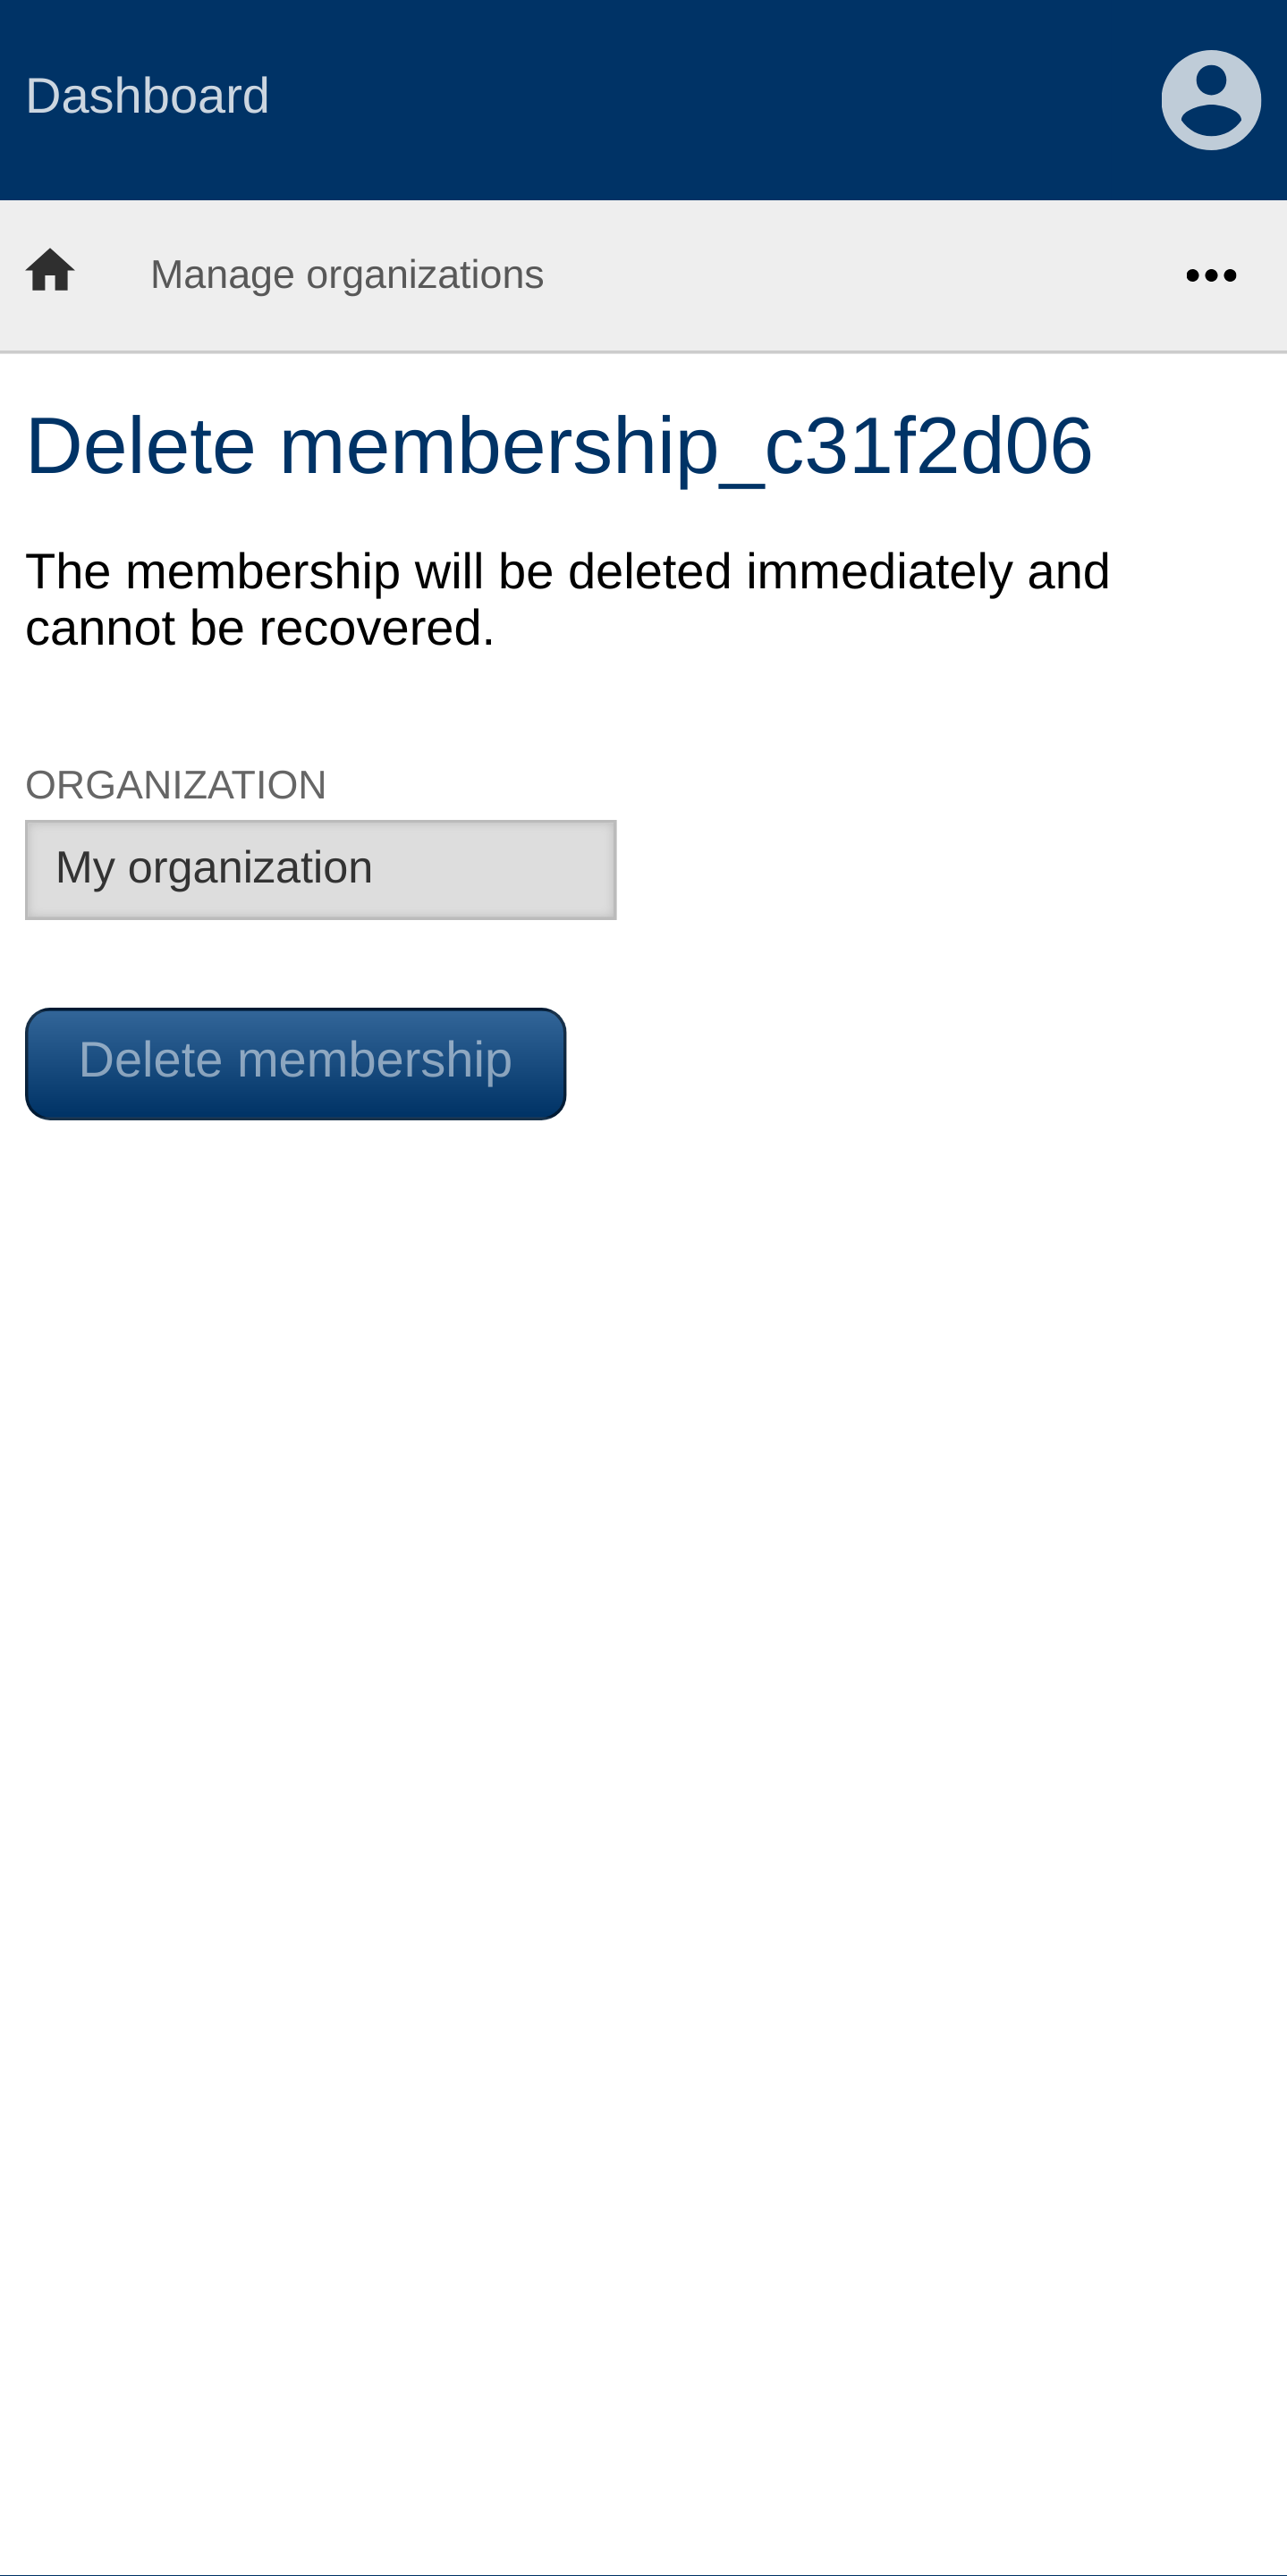 Dashboard
Manage organizations
Delete membership_c31f2d06
The membership will be deleted immediately and
cannot be recovered.
ORGANIZATION
My organization
Delete membership